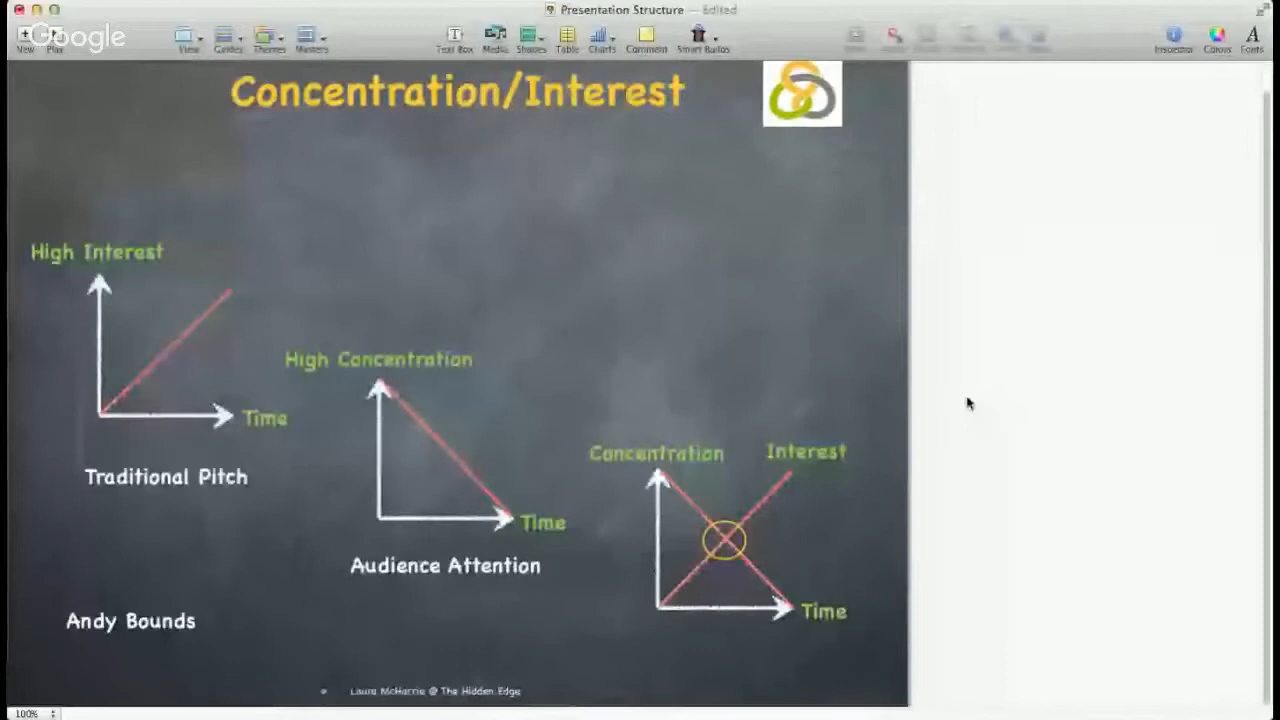 Presentation Structure — Edited
Google
New
Play
View
Guides
Themes
Masters
Text Box
Media
Shapes
Table
Charts
Comment
Smart Builds
Inspector
Colors
Fonts
Concentration/Interest
High Interest
Time
Traditional Pitch
High Concentration
Time
Audience Attention
Concentration
Interest
Time
Andy Bounds
Laura McHarrie @ The Hidden Edge
100%